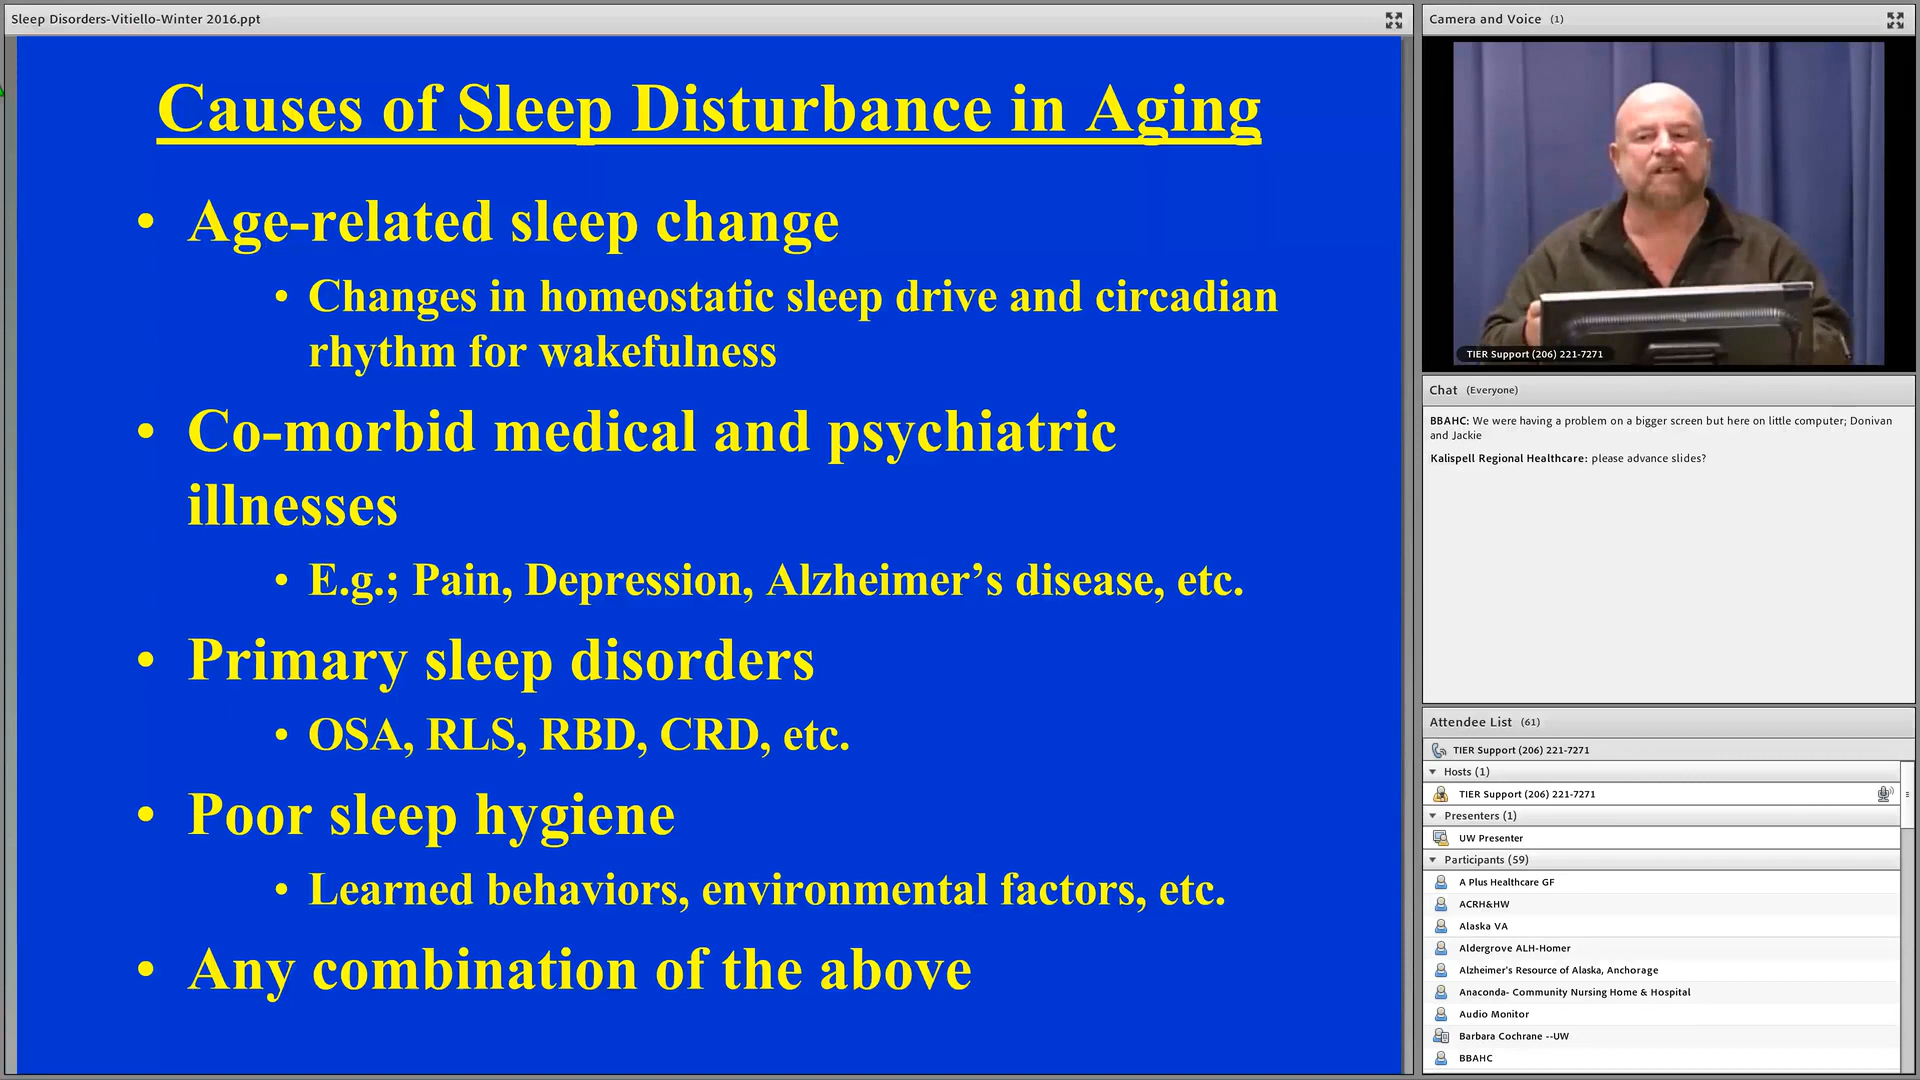 Sleep Disorders-Vitiello-Winter 2016.ppt
Causes of Sleep Disturbance in Aging
• Age-related sleep change
• Changes in homeostatic sleep drive and circadian
rhythm for wakefulness
• Co-morbid medical and psychiatric
illnesses
• E.g.; Pain, Depression, Alzheimer’s disease, etc.
• Primary sleep disorders
• OSA, RLS, RBD, CRD, etc.
• Poor sleep hygiene
• Learned behaviors, environmental factors, etc.
• Any combination of the above
Camera and Voice (1)
TIER Support (206) 221-7271
Chat (Everyone)
BBAHC: We were having a problem on a bigger screen but here on little computer; Donivan
and Jackie
Kalispell Regional Healthcare: please advance slides?
Attendee List (61)
TIER Support (206) 221-7271
Hosts (1)
TIER Support (206) 221-7271
Presenters (1)
UW Presenter
Participants (59)
A Plus Healthcare GF
ACRH&HW
Alaska VA
Aldergrove ALH-Homer
Alzheimer's Resource of Alaska, Anchorage
Anaconda- Community Nursing Home & Hospital
Audio Monitor
Barbara Cochrane --UW
BBAHC